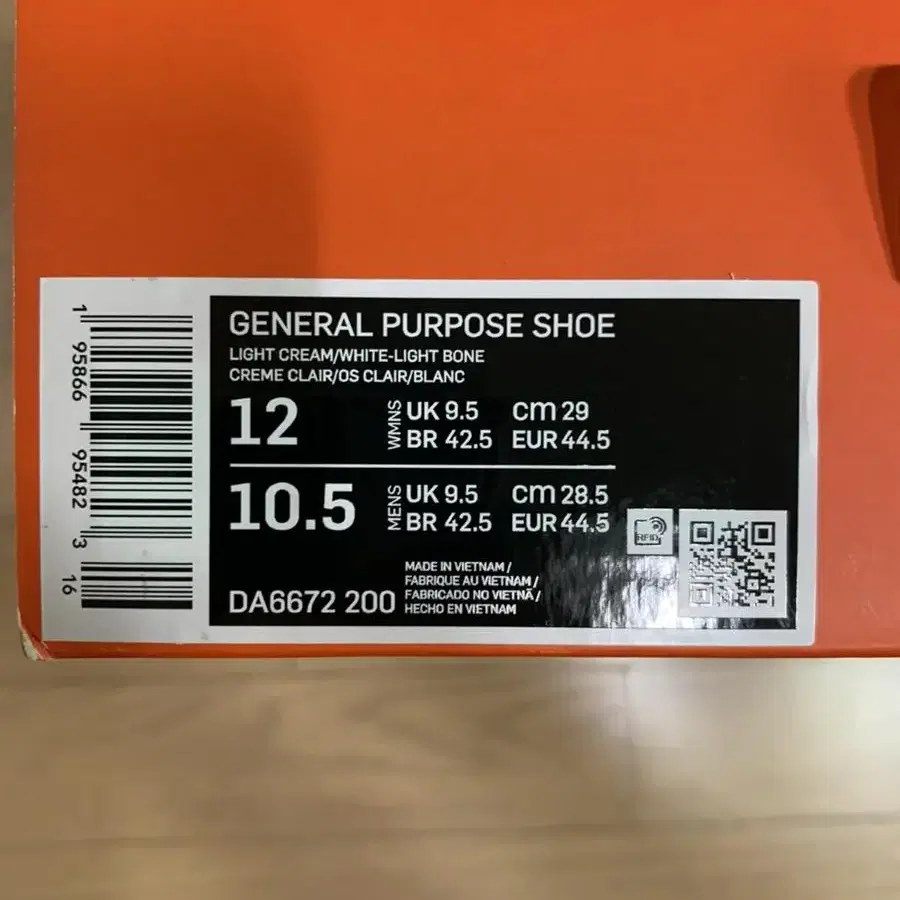 1 95866 95482 3 16
GENERAL PURPOSE SHOE
LIGHT CREAM/WHITE-LIGHT BONE
CREME CLAIR/OS CLAIR/BLANC
12 WMNS UK 9.5 cm 29
BR 42.5 EUR 44.5
10.5 MENS UK 9.5 cm 28.5
BR 42.5 EUR 44.5
RFID
MADE IN VIETNAM /
FABRIQUE AU VIETNAM /
FABRICADO NO VIETNÃ /
HECHO EN VIETNAM
DA6672 200